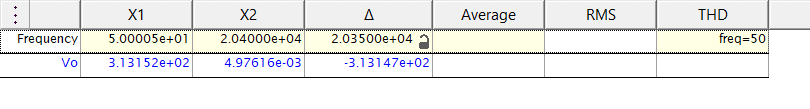 X1 X2 Δ Average RMS THD
Frequency 5.00005e+01 2.04000e+04 2.03500e+04 freq=50
Vo 3.13152e+02 4.97616e-03 -3.13147e+02